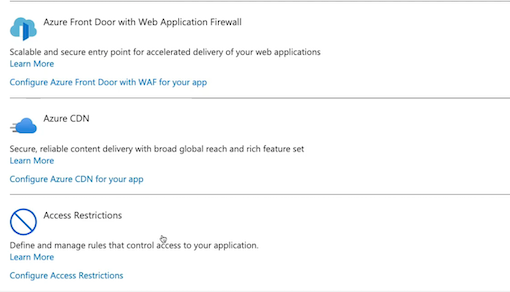 Azure Front Door with Web Application Firewall
Scalable and secure entry point for accelerated delivery of your web applications
Learn More
Configure Azure Front Door with WAF for your app
Azure CDN
Secure, reliable content delivery with broad global reach and rich feature set
Learn More
Configure Azure CDN for your app
Access Restrictions
Define and manage rules that control access to your application.
Learn More
Configure Access Restrictions